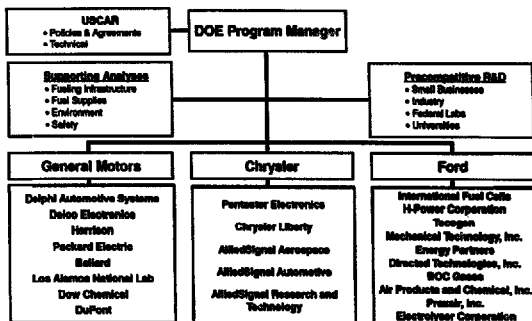 USCAR
• Policies & Agreements
• Technical
DOE Program Manager
Supporting Analyses
• Fueling Infrastructure
• Fuel Supplies
• Environment
• Safety
Precompetitive R&D
• Small Businesses
• Industry
• Federal Labs
• Universities
General Motors
Delphi Automotive Systems
Delco Electronics
Harrison
Packard Electric
Ballard
Los Alamos National Lab
Dow Chemical
DuPont
Chrysler
Pentastar Electronics
Chrysler Liberty
AlliedSignal Aerospace
AlliedSignal Automotive
AlliedSignal Research and
Technology
Ford
International Fuel Cells
H-Power Corporation
Tecogen
Mechanical Technology, Inc.
Energy Partners
Directed Technologies, Inc.
BOC Gases
Air Products and Chemical, Inc.
Praxair, Inc.
Electrolyser Corporation